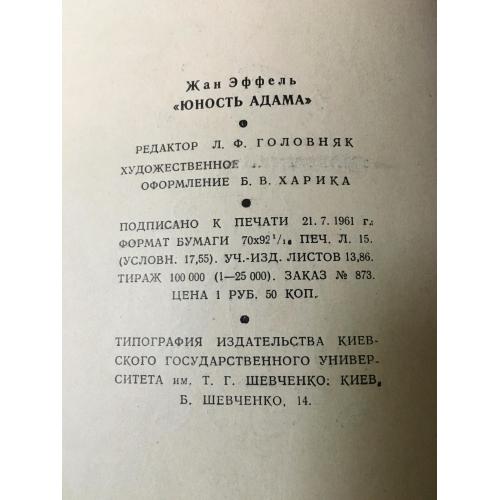 Жан Эффель
«ЮНОСТЬ АДАМА»
РЕДАКТОР Л. Ф. ГОЛОВНЯК
ХУДОЖЕСТВЕННОЕ
ОФОРМЛЕНИЕ Б. В. ХАРИКА
ПОДПИСАНО К ПЕЧАТИ 21. 7. 1961 г.
ФОРМАТ БУМАГИ 70х92 1/16 ПЕЧ. Л. 15.
(УСЛОВН. 17,55). УЧ.-ИЗД. ЛИСТОВ 13,86.
ТИРАЖ 100 000 (1—25 000). ЗАКАЗ № 873.
ЦЕНА 1 РУБ. 50 КОП.
ТИПОГРАФИЯ ИЗДАТЕЛЬСТВА КИЕВ-
СКОГО ГОСУДАРСТВЕННОГО УНИВЕР-
СИТЕТА им. Т. Г. ШЕВЧЕНКО: КИЕВ,
Б. ШЕВЧЕНКО, 14.